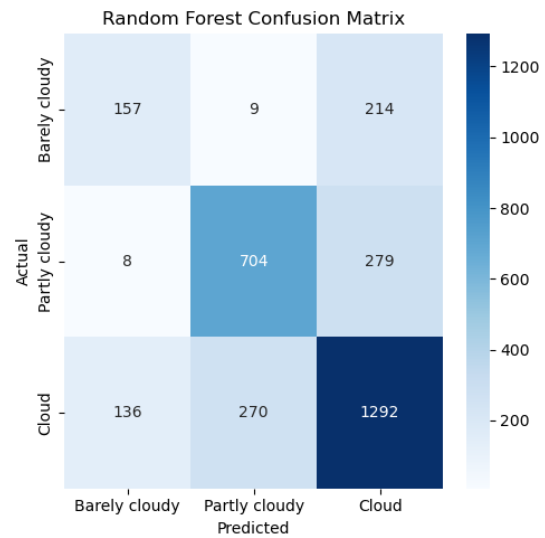 Random Forest Confusion Matrix
Actual
Barely cloudy
157 9 214
Partly cloudy
8 704 279
Cloud
136 270 1292
Barely cloudy Partly cloudy Cloud
Predicted
1200
1000
800
600
400
200